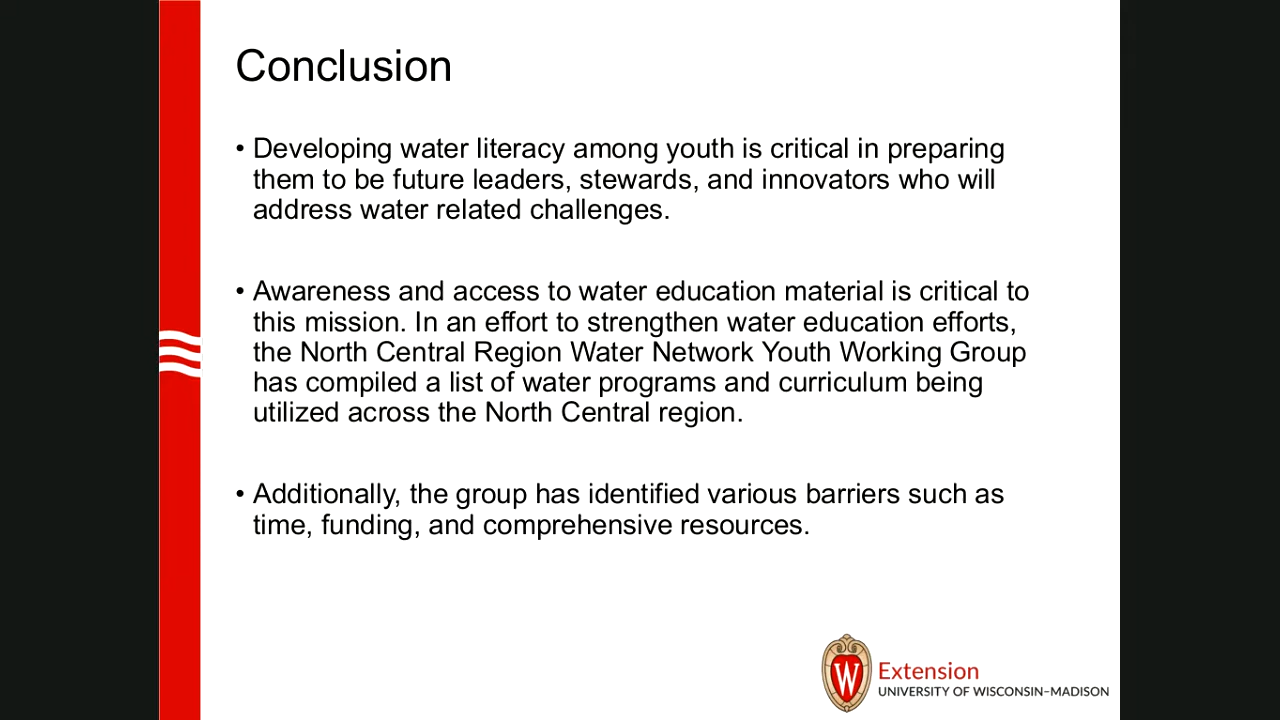 Conclusion
• Developing water literacy among youth is critical in preparing
them to be future leaders, stewards, and innovators who will
address water related challenges.
• Awareness and access to water education material is critical to
this mission. In an effort to strengthen water education efforts,
the North Central Region Water Network Youth Working Group
has compiled a list of water programs and curriculum being
utilized across the North Central region.
• Additionally, the group has identified various barriers such as
time, funding, and comprehensive resources.
W
Extension
UNIVERSITY OF WISCONSIN–MADISON